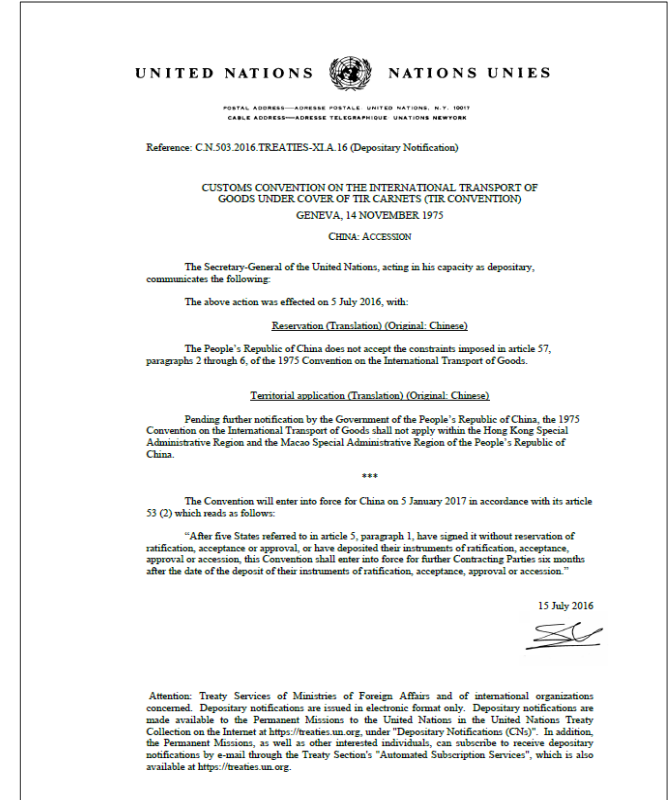 UNITED NATIONS NATIONS UNIES
POSTAL ADDRESS—ADRESSE POSTALE: UNITED NATIONS, N.Y. 10017
CABLE ADDRESS—ADRESSE TELEGRAPHIQUE: UNATIONS NEWYORK
Reference: C.N.503.2016.TREATIES-XI.A.16 (Depositary Notification)
CUSTOMS CONVENTION ON THE INTERNATIONAL TRANSPORT OF
GOODS UNDER COVER OF TIR CARNETS (TIR CONVENTION)
GENEVA, 14 NOVEMBER 1975
CHINA: ACCESSION
The Secretary-General of the United Nations, acting in his capacity as depositary,
communicates the following:
The above action was effected on 5 July 2016, with:
Reservation (Translation) (Original: Chinese)
The People's Republic of China does not accept the constraints imposed in article 57,
paragraphs 2 through 6, of the 1975 Convention on the International Transport of Goods.
Territorial application (Translation) (Original: Chinese)
Pending further notification by the Government of the People's Republic of China, the 1975
Convention on the International Transport of Goods shall not apply within the Hong Kong Special
Administrative Region and the Macao Special Administrative Region of the People's Republic of
China.
***
The Convention will enter into force for China on 5 January 2017 in accordance with its article
53 (2) which reads as follows:
“After five States referred to in article 5, paragraph 1, have signed it without reservation of
ratification, acceptance or approval, or have deposited their instruments of ratification, acceptance,
approval or accession, this Convention shall enter into force for further Contracting Parties six months
after the date of the deposit of their instruments of ratification, acceptance, approval or accession.”
15 July 2016
Attention: Treaty Services of Ministries of Foreign Affairs and of international organizations
concerned. Depositary notifications are issued in electronic format only. Depositary notifications are
made available to the Permanent Missions to the United Nations in the United Nations Treaty
Collection on the Internet at https://treaties.un.org, under "Depositary Notifications (CNs)". In addition,
the Permanent Missions, as well as other interested individuals, can subscribe to receive depositary
notifications by e-mail through the Treaty Section's "Automated Subscription Services", which is also
available at https://treaties.un.org.